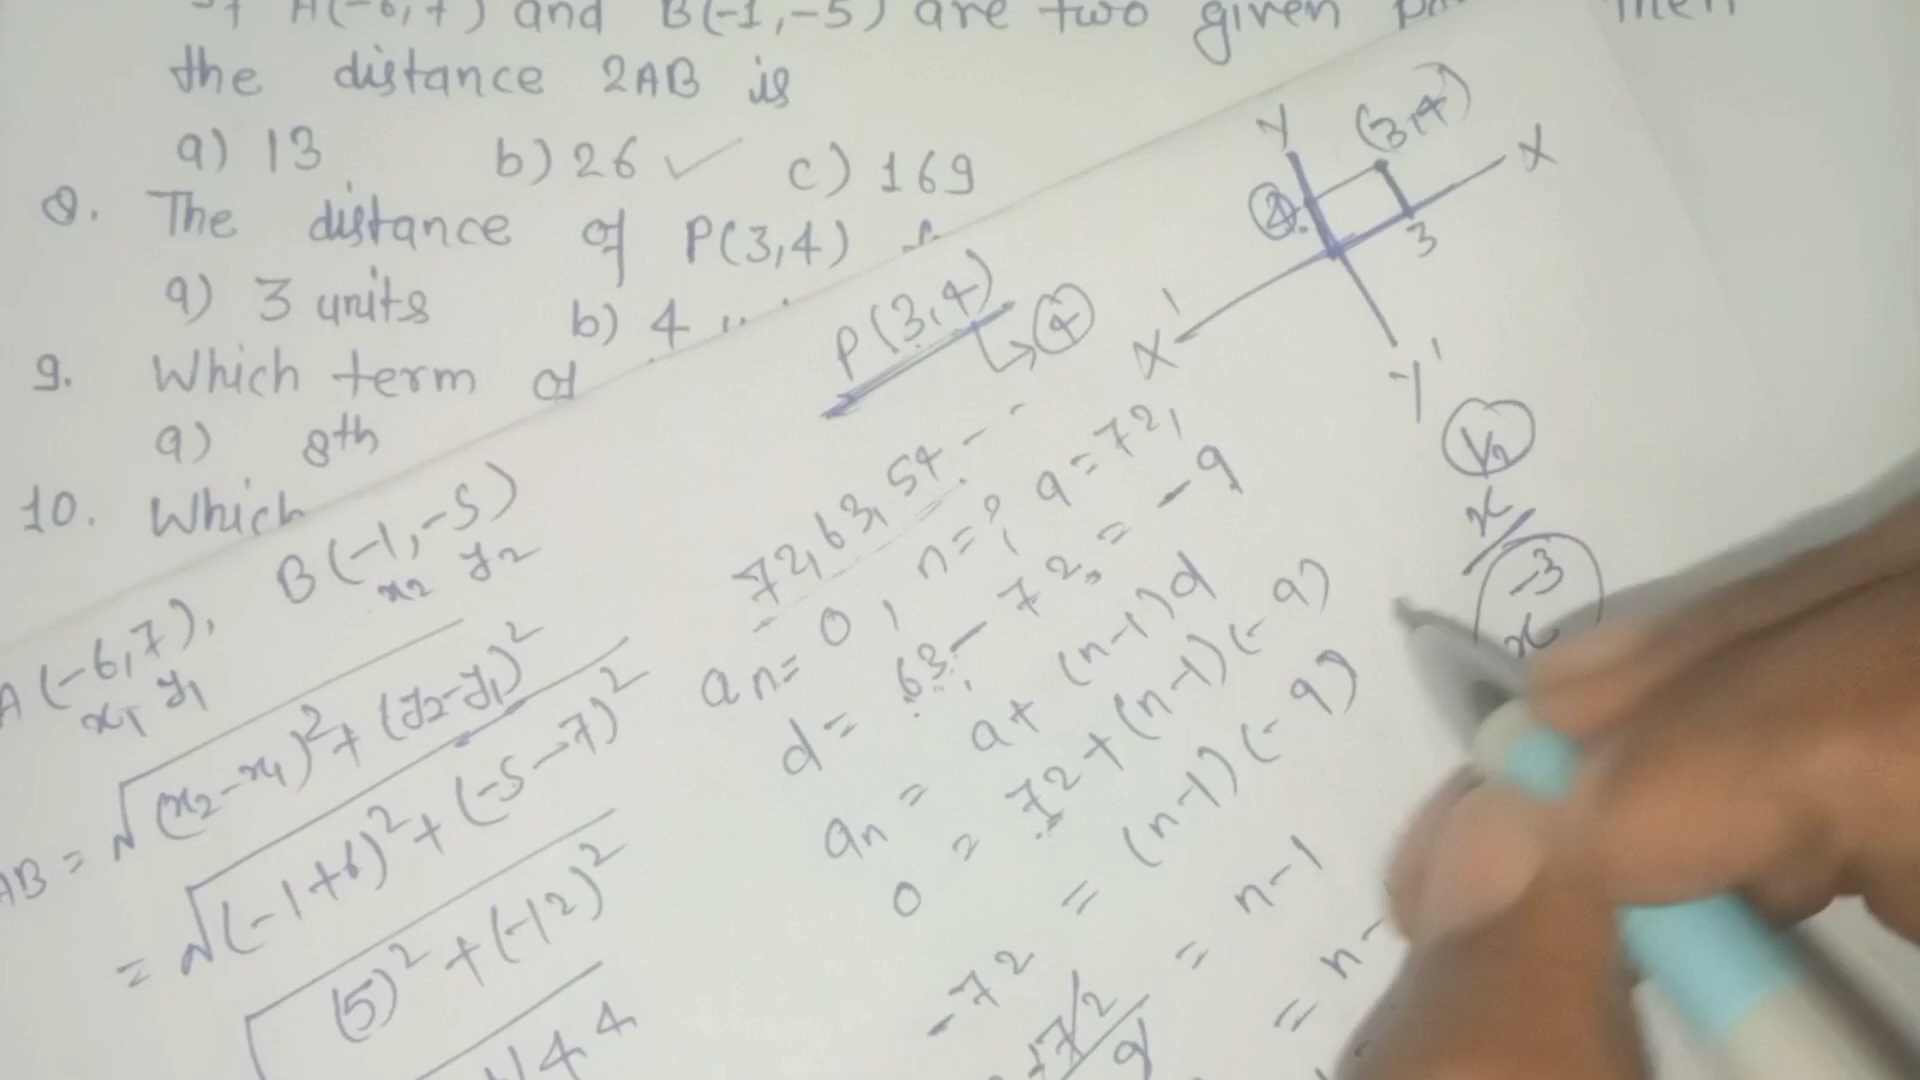 A(-6,7) and B(-1,-5) are two given
the distance 2AB is
a) 13 b) 26 ✓ c) 169
8. The distance of P(3,4)
a) 3 units b) 4
9. Which term of
a) 8th
10. Which
A(-6,7), B(-1,-5)
x1 y1 x2 y2
AB = √(x2-x1)²+(y2-y1)²
= √(-1+6)²+(-5-7)²
(5)²+(-12)²
144
P(3,4)
4
Y
(3,4)
X
4
3
X'
Y'
72,63,54 - -
an=0, n=?, a=72,
d= 63-72 = -9
an = a+(n-1)d
0 = 72+(n-1)(-9)
-72 = (n-1)(-9)
+72/9 = n-1
= n-
k2
x
-3
x